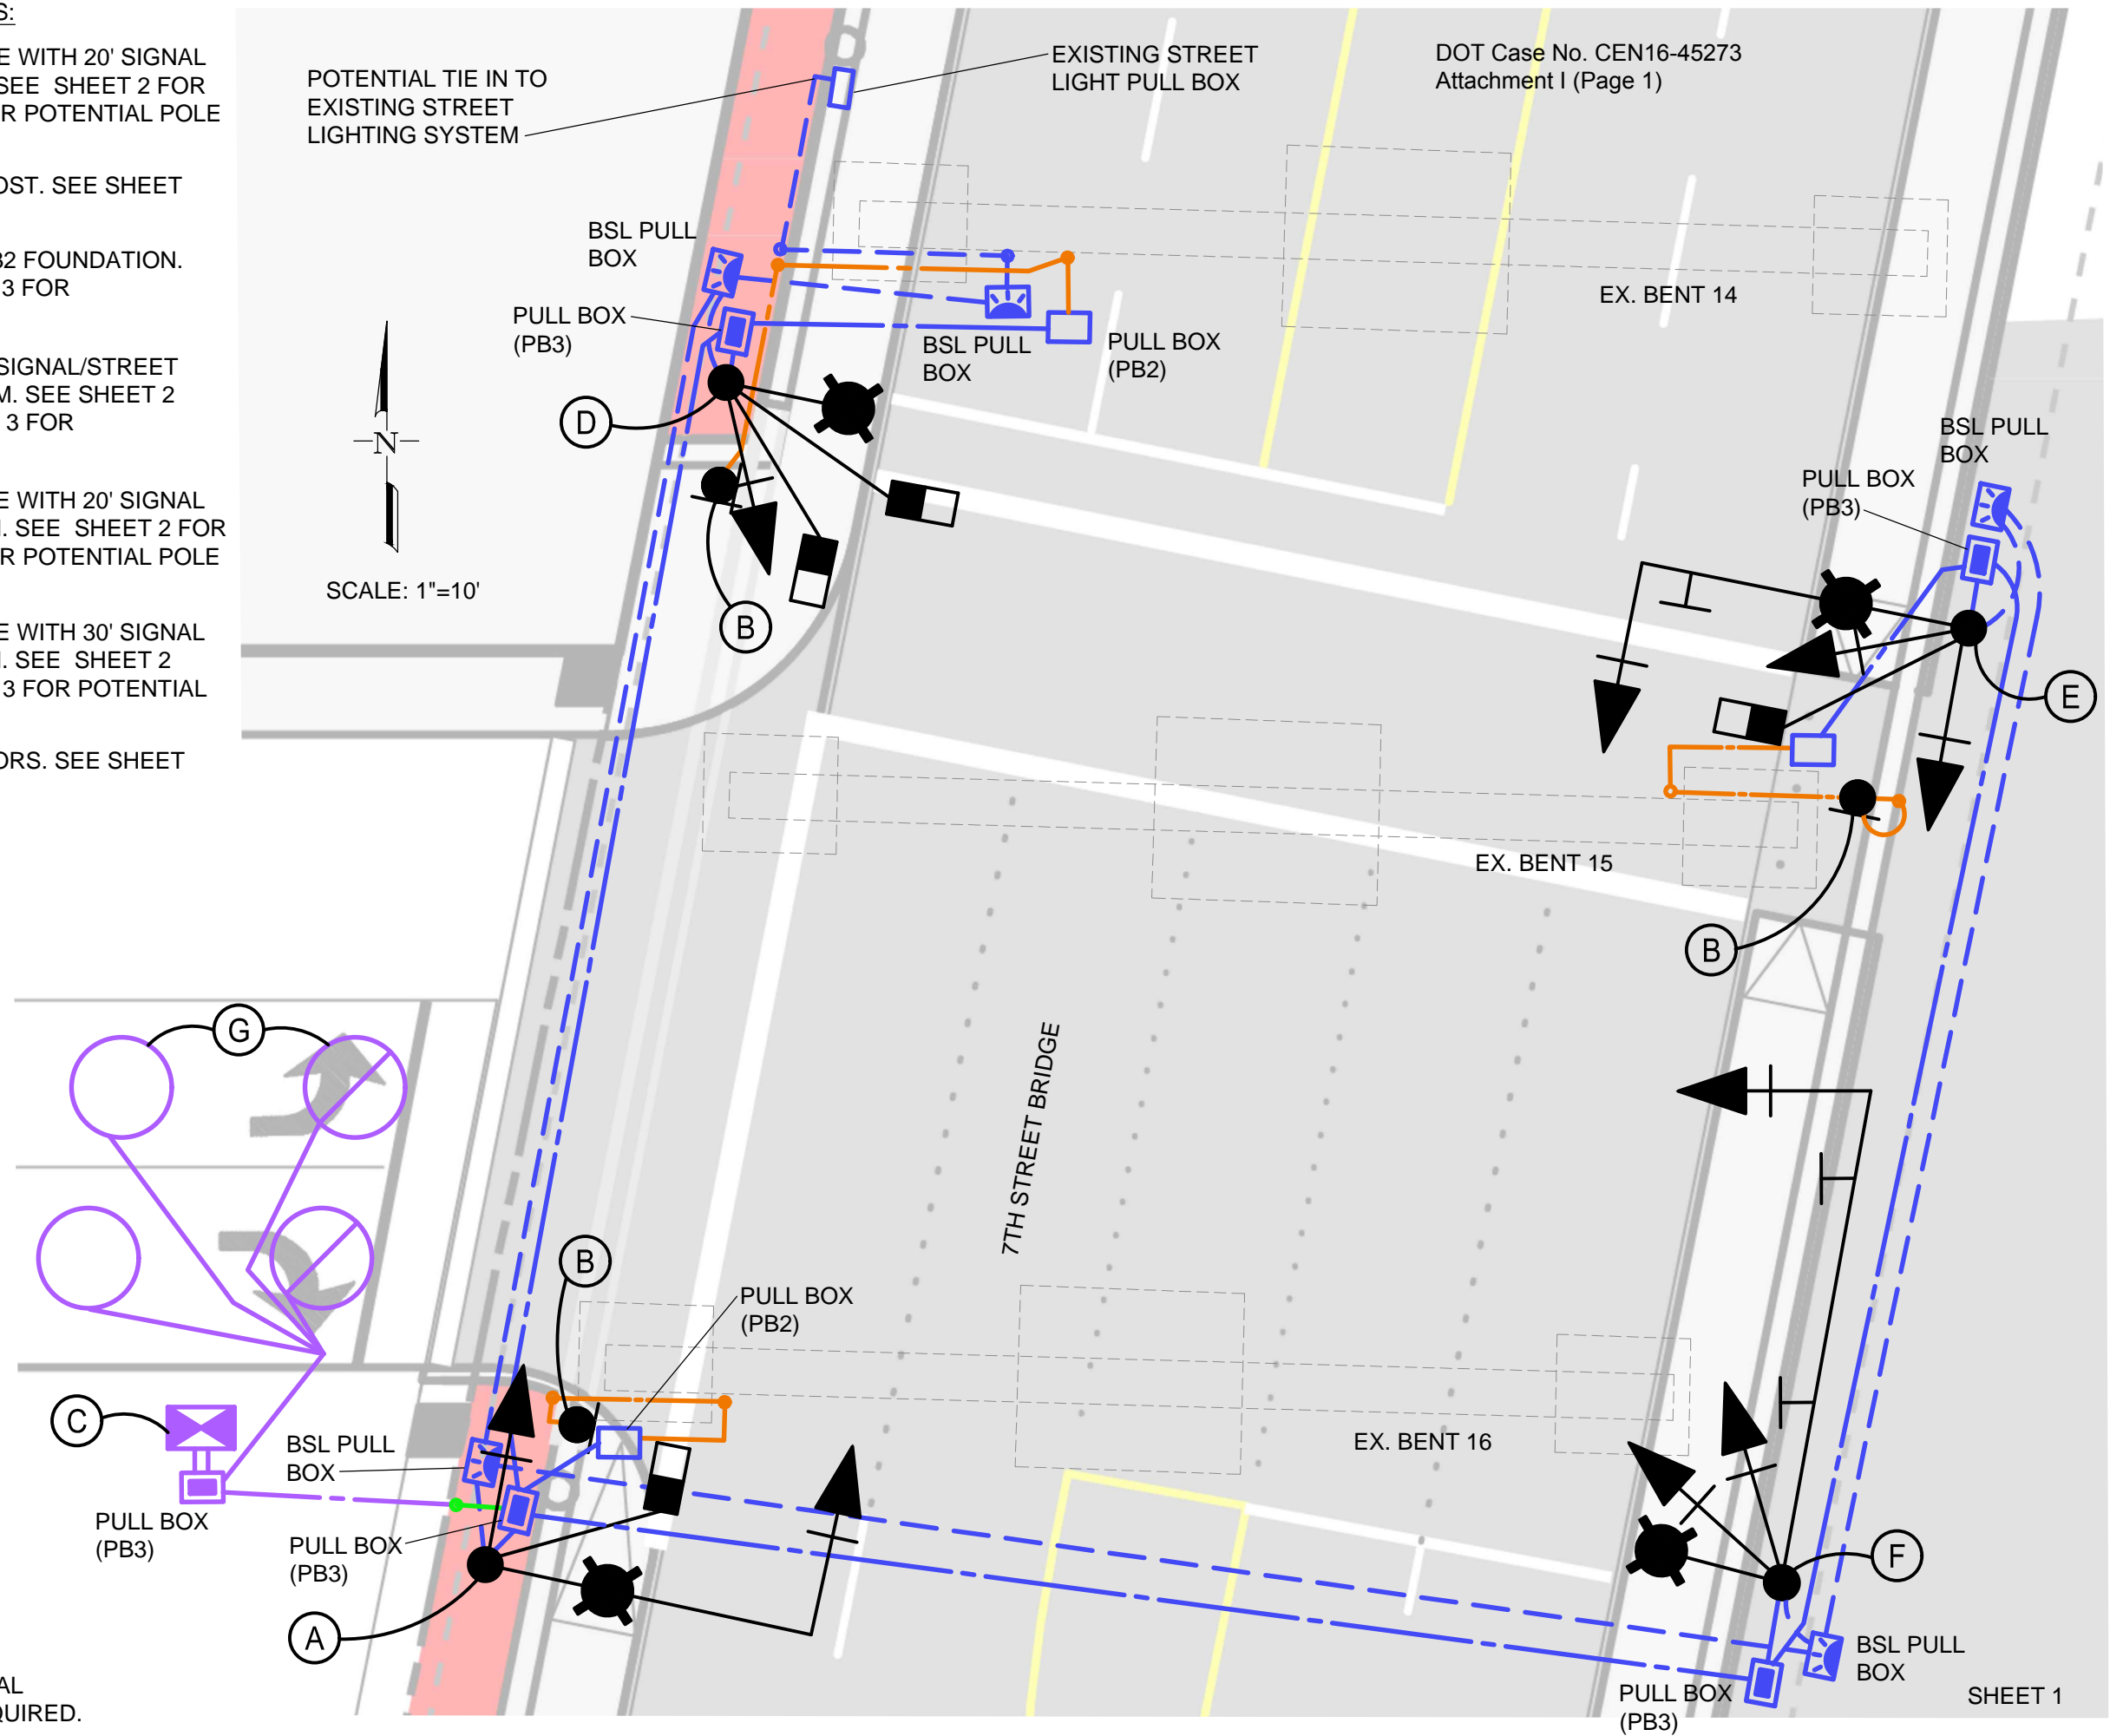 S:
E WITH 20' SIGNAL
SEE SHEET 2 FOR
R POTENTIAL POLE
OST. SEE SHEET
B2 FOUNDATION.
3 FOR
SIGNAL/STREET
M. SEE SHEET 2
3 FOR
E WITH 20' SIGNAL
. SEE SHEET 2 FOR
R POTENTIAL POLE
E WITH 30' SIGNAL
. SEE SHEET 2
3 FOR POTENTIAL
ORS. SEE SHEET
AL
QUIRED.
POTENTIAL TIE IN TO
EXISTING STREET
LIGHTING SYSTEM
EXISTING STREET
LIGHT PULL BOX
DOT Case No. CEN16-45273
Attachment I (Page 1)
BSL PULL
BOX
PULL BOX
(PB3)
BSL PULL
BOX
PULL BOX
(PB2)
EX. BENT 14
N
SCALE: 1"=10'
D
B
BSL PULL
BOX
PULL BOX
(PB3)
E
EX. BENT 15
B
G
7TH STREET BRIDGE
B
PULL BOX
(PB2)
C
BSL PULL
BOX
PULL BOX
(PB3)
PULL BOX
(PB3)
A
EX. BENT 16
F
BSL PULL
BOX
PULL BOX
(PB3)
SHEET 1